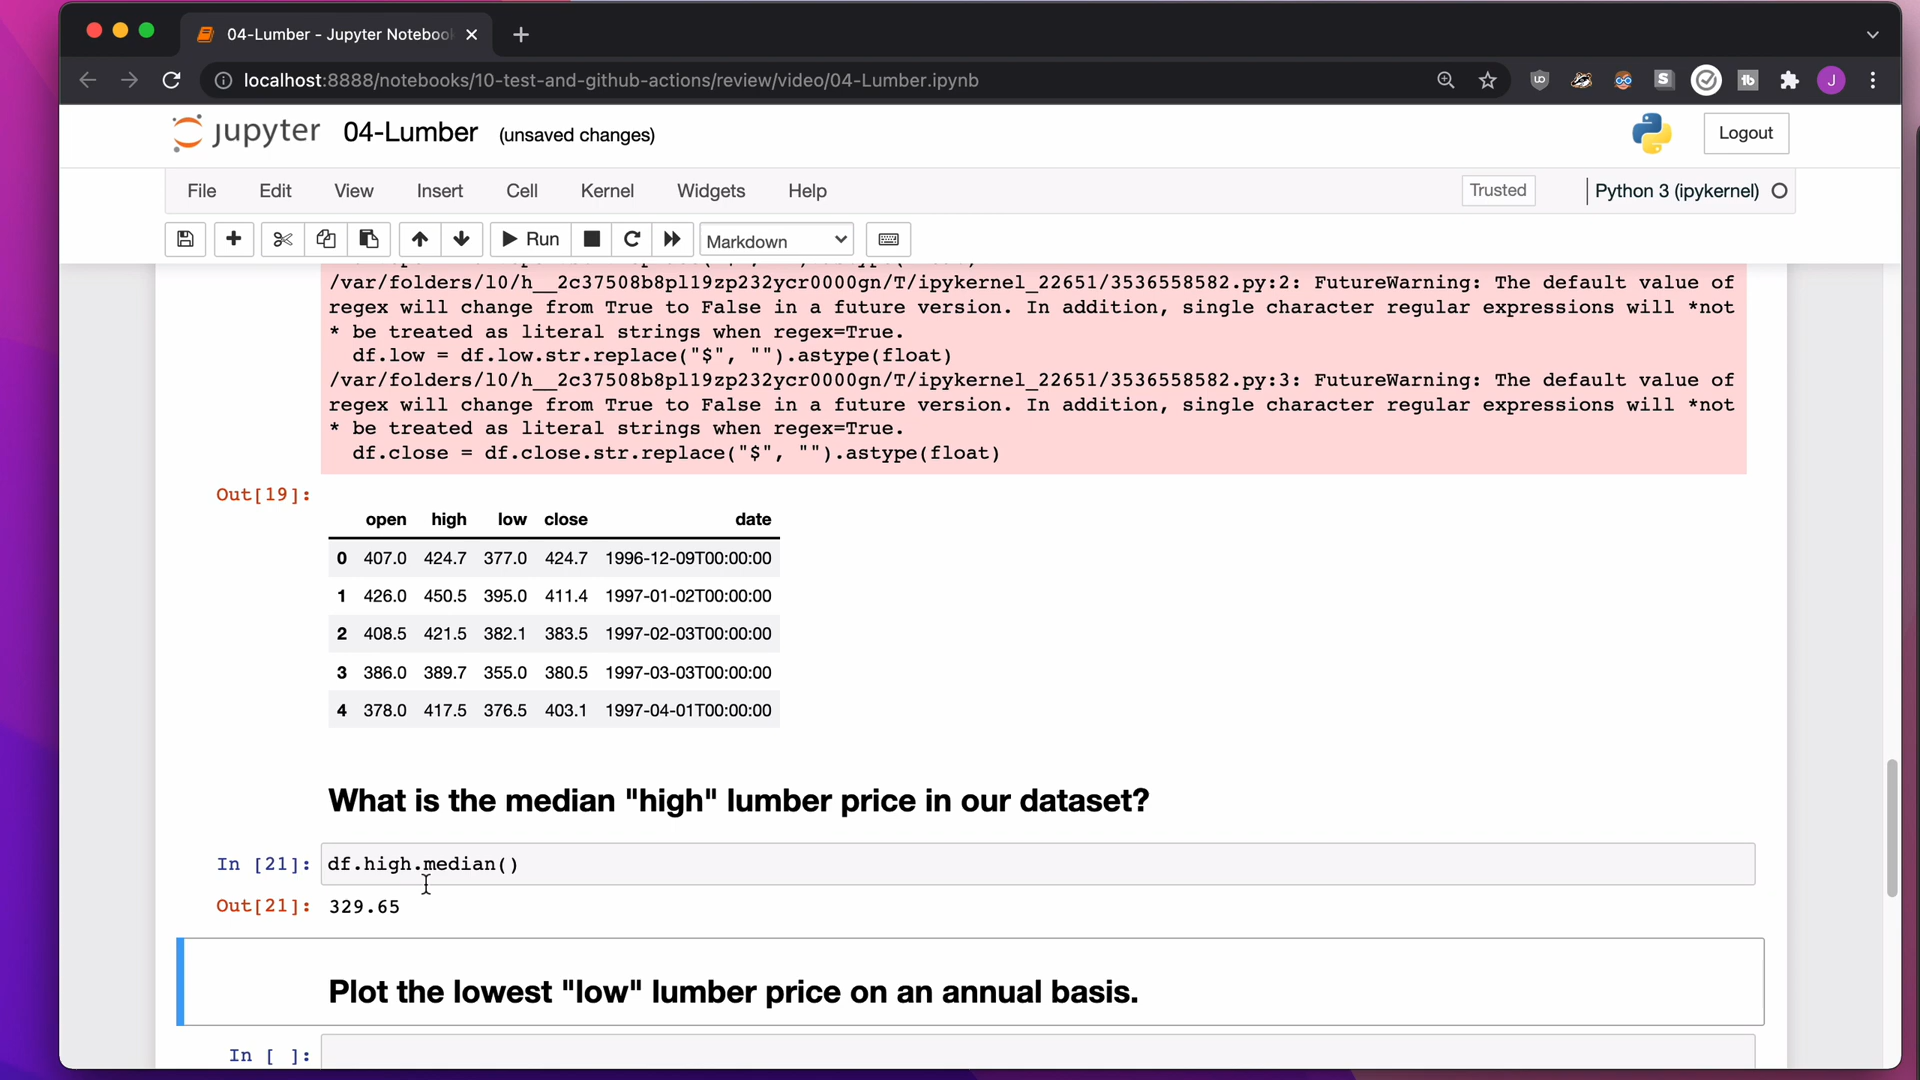 04-Lumber - Jupyter Noteboo
localhost:8888/notebooks/10-test-and-github-actions/review/video/04-Lumber.ipynb
jupyter 04-Lumber (unsaved changes)
Logout
File Edit View Insert Cell Kernel Widgets Help
Trusted
Python 3 (ipykernel)
Run
Markdown
/var/folders/l0/h__2c37508b8pl19zp232ycr0000gn/T/ipykernel_22651/3536558582.py:2: FutureWarning: The default value of
regex will change from True to False in a future version. In addition, single character regular expressions will *not
* be treated as literal strings when regex=True.
df.low = df.low.str.replace("$", "").astype(float)
/var/folders/l0/h__2c37508b8pl19zp232ycr0000gn/T/ipykernel_22651/3536558582.py:3: FutureWarning: The default value of
regex will change from True to False in a future version. In addition, single character regular expressions will *not
* be treated as literal strings when regex=True.
df.close = df.close.str.replace("$", "").astype(float)
Out[19]:
open high low close date
0 407.0 424.7 377.0 424.7 1996-12-09T00:00:00
1 426.0 450.5 395.0 411.4 1997-01-02T00:00:00
2 408.5 421.5 382.1 383.5 1997-02-03T00:00:00
3 386.0 389.7 355.0 380.5 1997-03-03T00:00:00
4 378.0 417.5 376.5 403.1 1997-04-01T00:00:00
What is the median "high" lumber price in our dataset?
In [21]: df.high.median()
Out[21]: 329.65
Plot the lowest "low" lumber price on an annual basis.
In [ ]: